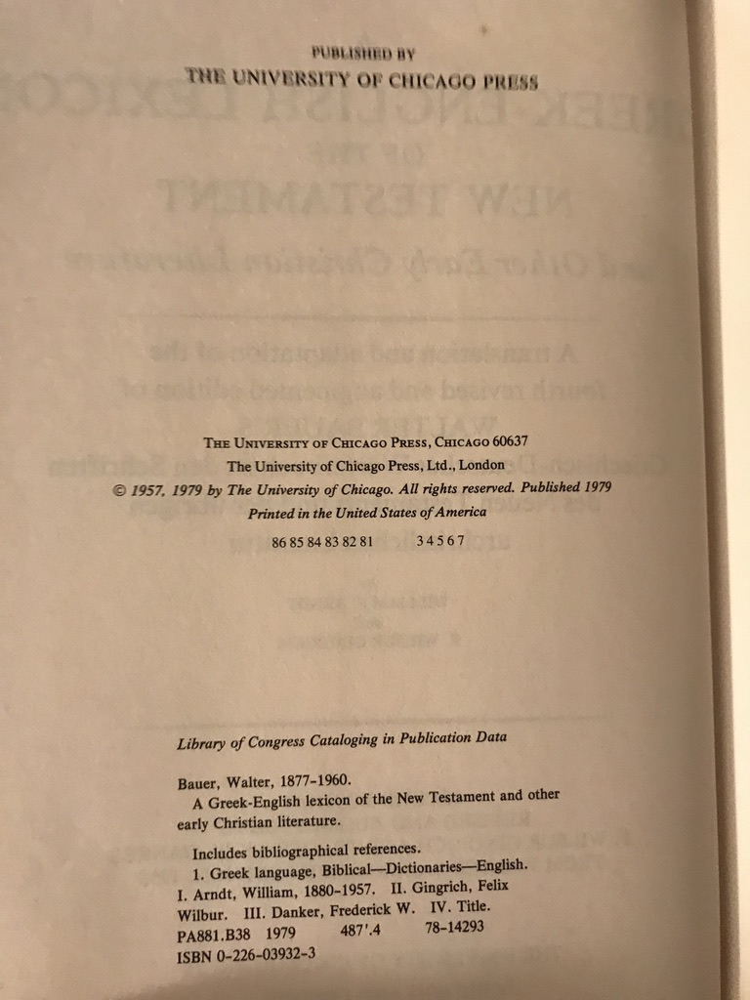 PUBLISHED BY
THE UNIVERSITY OF CHICAGO PRESS
THE UNIVERSITY OF CHICAGO PRESS, CHICAGO 60637
The University of Chicago Press, Ltd., London
© 1957, 1979 by The University of Chicago. All rights reserved. Published 1979
Printed in the United States of America
86 85 84 83 82 81 3 4 5 6 7
Library of Congress Cataloging in Publication Data
Bauer, Walter, 1877–1960.
A Greek-English lexicon of the New Testament and other
early Christian literature.
Includes bibliographical references.
1. Greek language, Biblical—Dictionaries—English.
I. Arndt, William, 1880–1957. II. Gingrich, Felix
Wilbur. III. Danker, Frederick W. IV. Title.
PA881.B38 1979 487'.4 78-14293
ISBN 0-226-03932-3